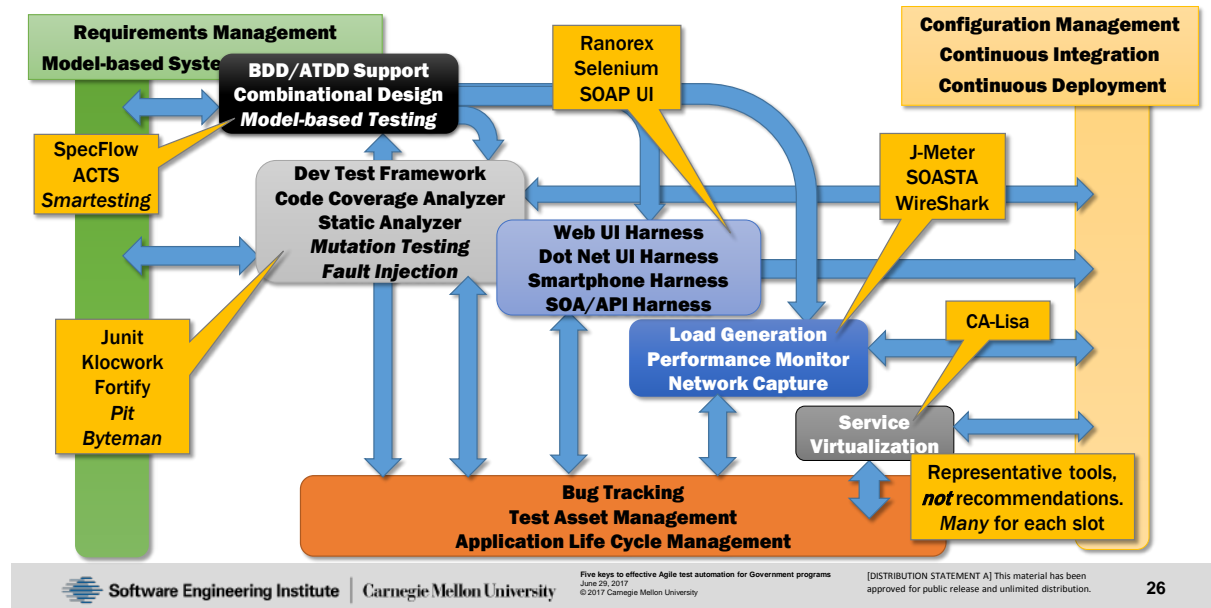 Requirements Management
Model-based Syste
BDD/ATDD Support
Combinational Design
Model-based Testing
Ranorex
Selenium
SOAP UI
Configuration Management
Continuous Integration
Continuous Deployment
SpecFlow
ACTS
Smartesting
Dev Test Framework
Code Coverage Analyzer
Static Analyzer
Mutation Testing
Fault Injection
J-Meter
SOASTA
WireShark
Web UI Harness
Dot Net UI Harness
Smartphone Harness
SOA/API Harness
Junit
Klocwork
Fortify
Pit
Byteman
Load Generation
Performance Monitor
Network Capture
CA-Lisa
Service
Virtualization
Representative tools,
not recommendations.
Many for each slot
Bug Tracking
Test Asset Management
Application Life Cycle Management
Software Engineering Institute
Carnegie Mellon University
Five keys to effective Agile test automation for Government programs
June 29, 2017
© 2017 Carnegie Mellon University
[DISTRIBUTION STATEMENT A] This material has been
approved for public release and unlimited distribution.
26